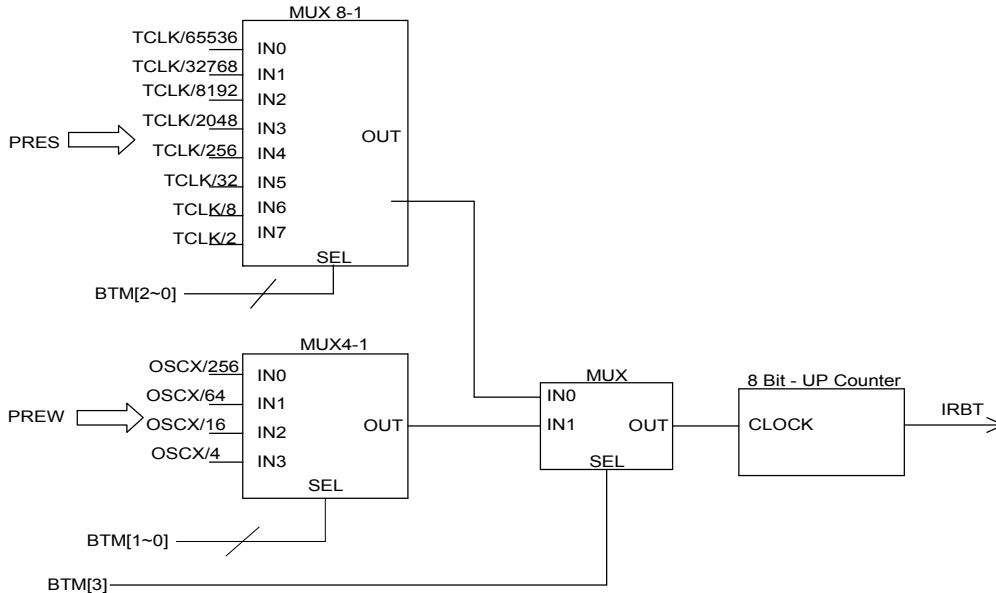 MUX 8-1
TCLK/65536
IN0
TCLK/32768
IN1
TCLK/8192
IN2
TCLK/2048
IN3
TCLK/256
IN4
TCLK/32
IN5
TCLK/8
IN6
TCLK/2
IN7
PRES
OUT
SEL
BTM[2~0]
MUX4-1
OSCX/256
IN0
OSCX/64
IN1
OSCX/16
IN2
OSCX/4
IN3
PREW
OUT
SEL
BTM[1~0]
BTM[3]
MUX
IN0
IN1
OUT
SEL
8 Bit - UP Counter
CLOCK
IRBT